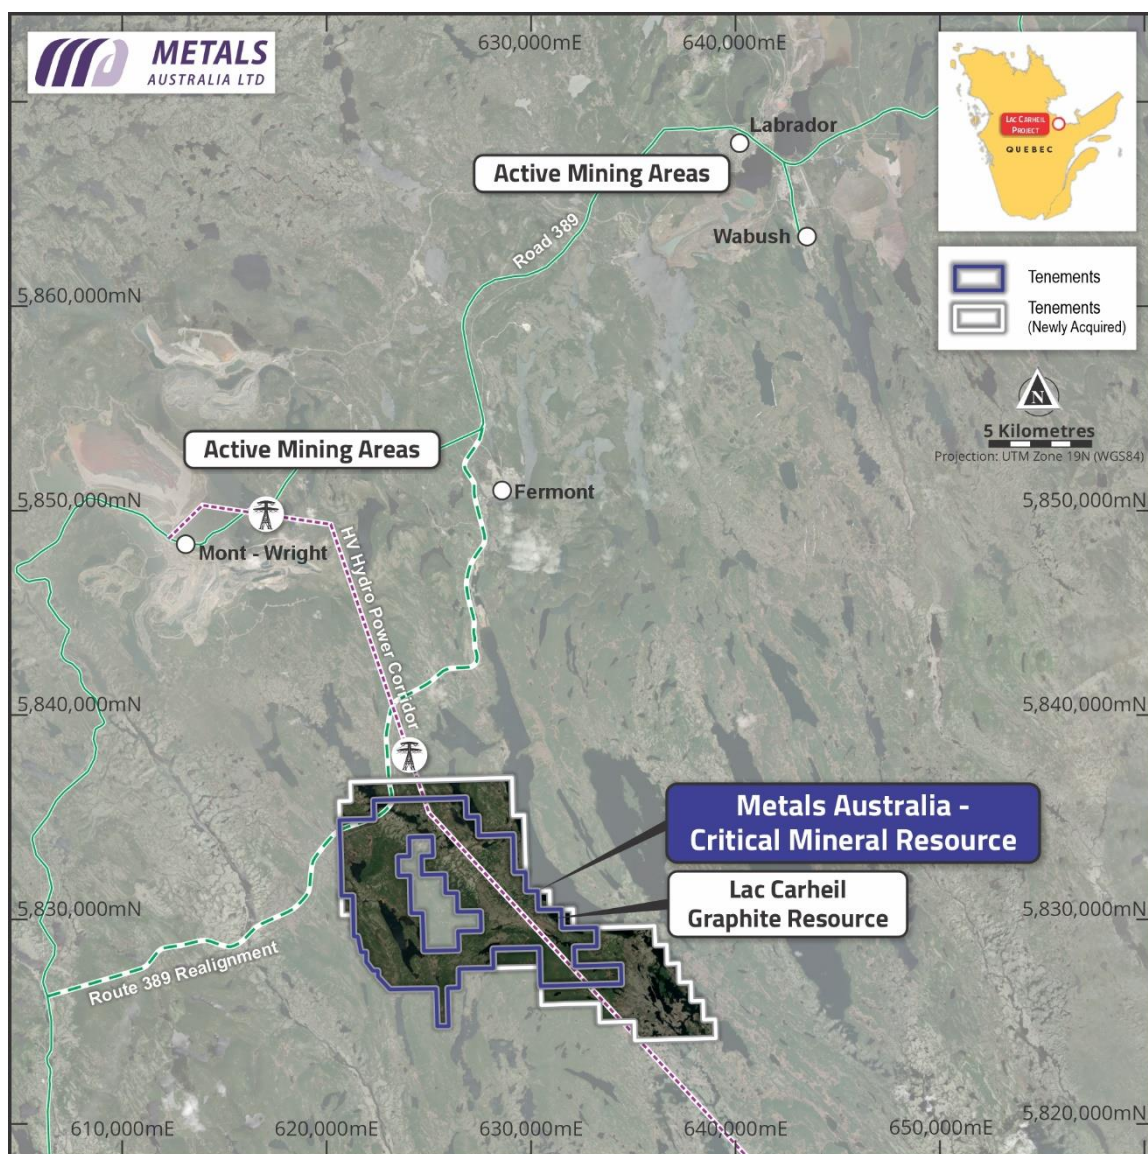 METALS
AUSTRALIA LTD
630,000mE
640,000mE
LAC CARHEIL
PROJECT
QUEBEC
Labrador
Active Mining Areas
Road 389
Wabush
Tenements
Tenements
(Newly Acquired)
5,860,000mN
N
5 Kilometres
Projection: UTM Zone 19N (WGS84)
Active Mining Areas
5,850,000mN
Fermont
5,850,000mN
Mont - Wright
HV Hydro Power Corridor
5,840,000mN
5,840,000mN
Metals Australia -
Critical Mineral Resource
Lac Carheil
Graphite Resource
5,830,000mN
5,830,000mN
Route 389 Realignment
5,820,000mN
610,000mE
620,000mE
630,000mE
640,000mE
650,000mE